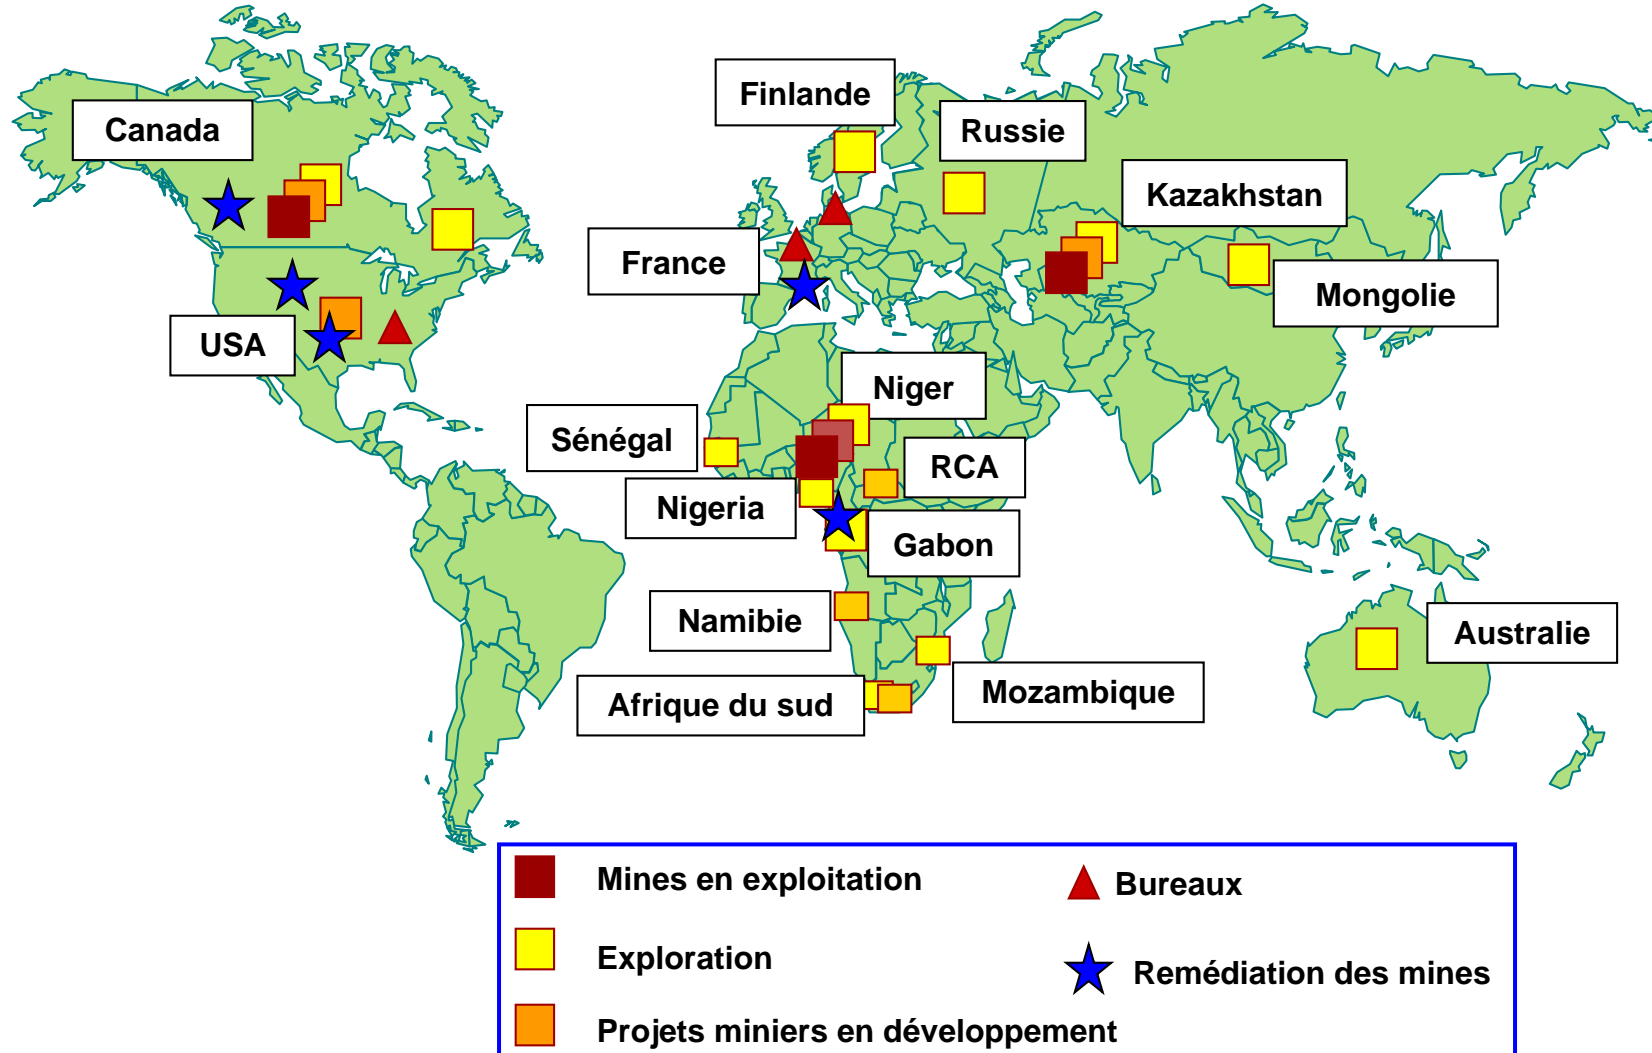 Finlande
Canada
Russie
Kazakhstan
France
Mongolie
USA
Niger
Sénégal
RCA
Nigeria
Gabon
Namibie
Australie
Mozambique
Afrique du sud
Mines en exploitation
Bureaux
Exploration
Remédiation des mines
Projets miniers en développement